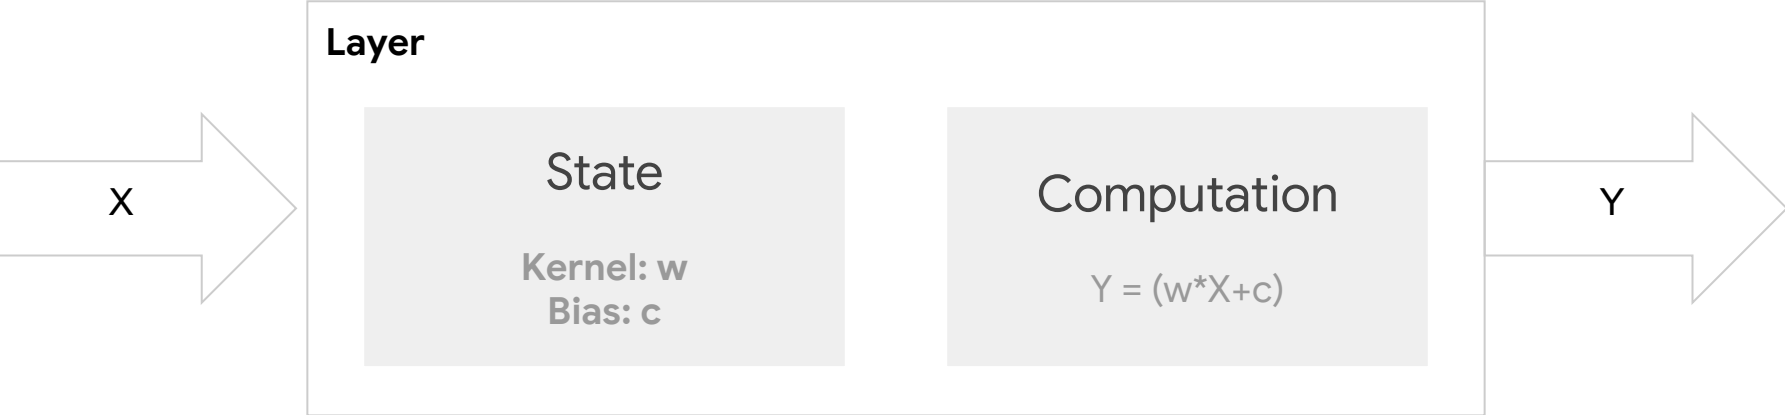 Layer
X
State
Kernel: w
Bias: c
Computation
Y = (w*X+c)
Y